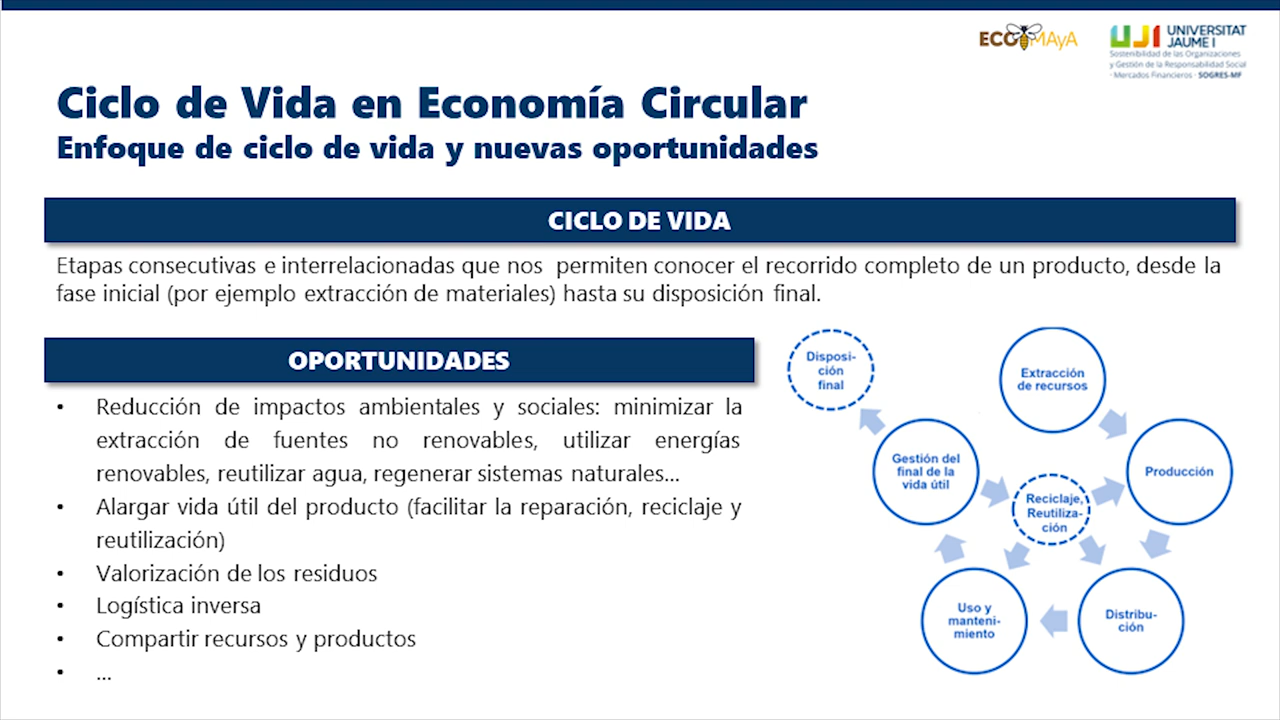 ECOMAyA
UNIVERSITAT
JAUME I
Sostenibilidad de las Organizaciones
y Gestión de la Responsabilidad Social
· Mercados Financieros · SOGRES-MF
Ciclo de Vida en Economía Circular
Enfoque de ciclo de vida y nuevas oportunidades
CICLO DE VIDA
Etapas consecutivas e interrelacionadas que nos permiten conocer el recorrido completo de un producto, desde la
fase inicial (por ejemplo extracción de materiales) hasta su disposición final.
OPORTUNIDADES
• Reducción de impactos ambientales y sociales: minimizar la
extracción de fuentes no renovables, utilizar energías
renovables, reutilizar agua, regenerar sistemas naturales...
• Alargar vida útil del producto (facilitar la reparación, reciclaje y
reutilización)
• Valorización de los residuos
• Logística inversa
• Compartir recursos y productos
• ...
Disposi-
ción
final
Extracción
de recursos
Gestión del
final de la
vida útil
Producción
Reciclaje,
Reutiliza-
ción
Uso y
manteni-
miento
Distribu-
ción